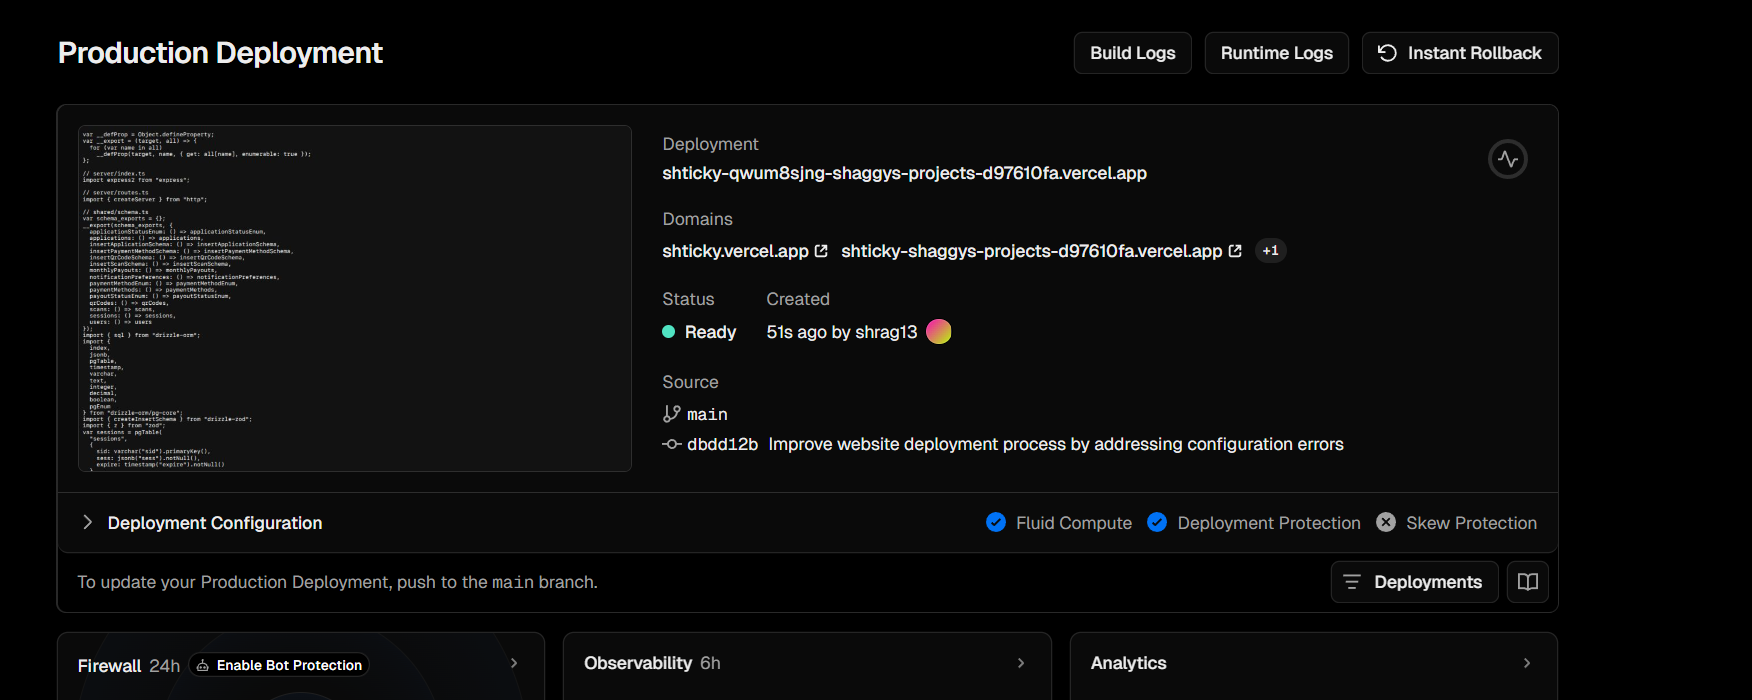 Production Deployment
Build Logs
Runtime Logs
Instant Rollback
var __defProp = Object.defineProperty;
var __export = (target, all) => {
for (var name in all)
__defProp(target, name, { get: all[name], enumerable: true });
};
// server/index.ts
import express2 from "express";
// server/routes.ts
import { createServer } from "http";
// shared/schema.ts
var schema_exports = {};
__export(schema_exports, {
applicationStatusEnum: () => applicationStatusEnum,
applications: () => applications,
insertApplicationSchema: () => insertApplicationSchema,
insertPaymentMethodSchema: () => insertPaymentMethodSchema,
insertQrCodeSchema: () => insertQrCodeSchema,
insertScanSchema: () => insertScanSchema,
monthlyPayouts: () => monthlyPayouts,
notificationPreferences: () => notificationPreferences,
paymentMethodEnum: () => paymentMethodEnum,
paymentMethods: () => paymentMethods,
payoutStatusEnum: () => payoutStatusEnum,
qrCodes: () => qrCodes,
scans: () => scans,
sessions: () => sessions,
users: () => users
});
import { sql } from "drizzle-orm";
import {
index,
jsonb,
pgTable,
timestamp,
varchar,
text,
integer,
decimal,
boolean,
pgEnum
} from "drizzle-orm/pg-core";
import { createInsertSchema } from "drizzle-zod";
import { z } from "zod";
var sessions = pgTable(
"sessions",
{
sid: varchar("sid").primaryKey(),
sess: jsonb("sess").notNull(),
expire: timestamp("expire").notNull()
Deployment
shticky-qwum8sjng-shaggys-projects-d97610fa.vercel.app
Domains
shticky.vercel.app shticky-shaggys-projects-d97610fa.vercel.app +1
Status Created
Ready 51s ago by shrag13
Source
main
dbdd12b Improve website deployment process by addressing configuration errors
Deployment Configuration
Fluid Compute Deployment Protection Skew Protection
To update your Production Deployment, push to the main branch.
Deployments
Firewall 24h Enable Bot Protection
Observability 6h
Analytics